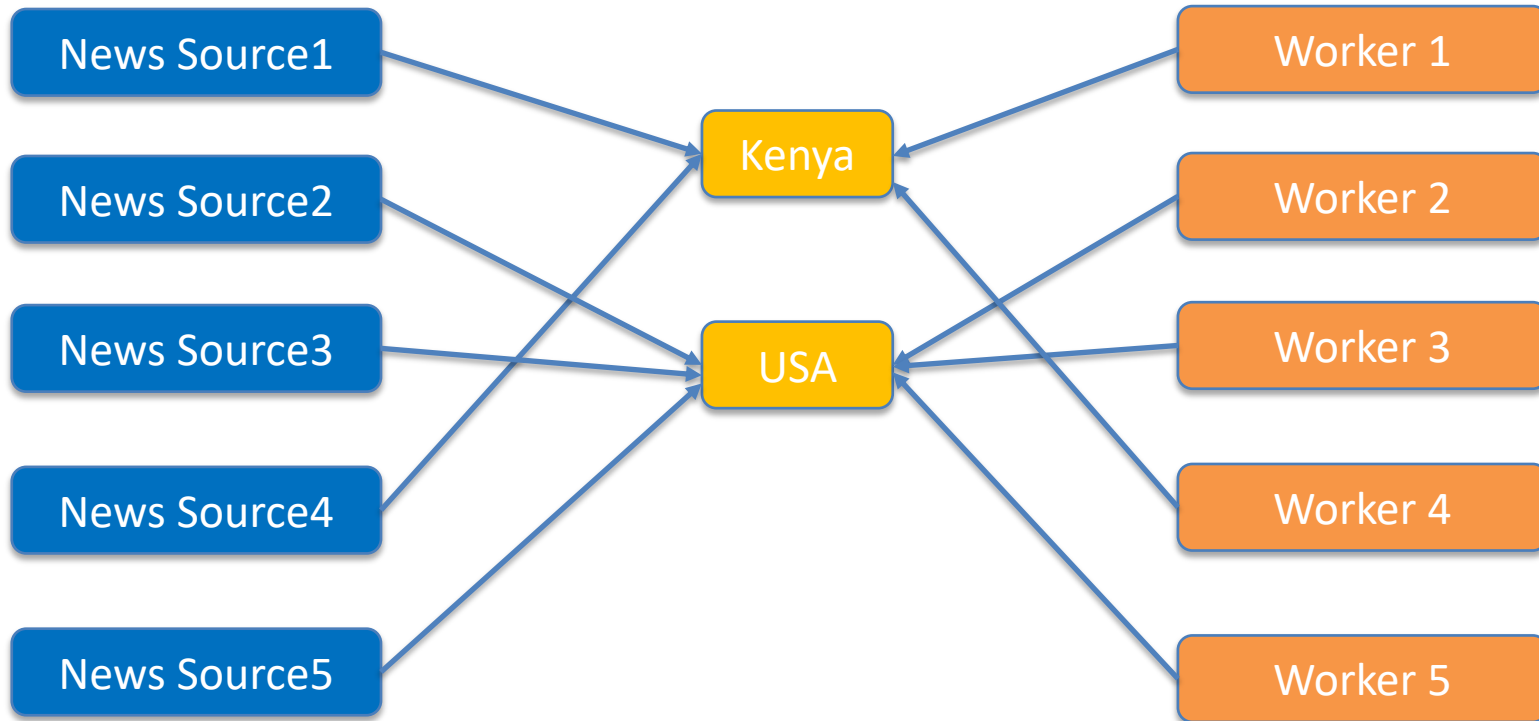 News Source1
News Source2
News Source3
News Source4
News Source5
Kenya
USA
Worker 1
Worker 2
Worker 3
Worker 4
Worker 5